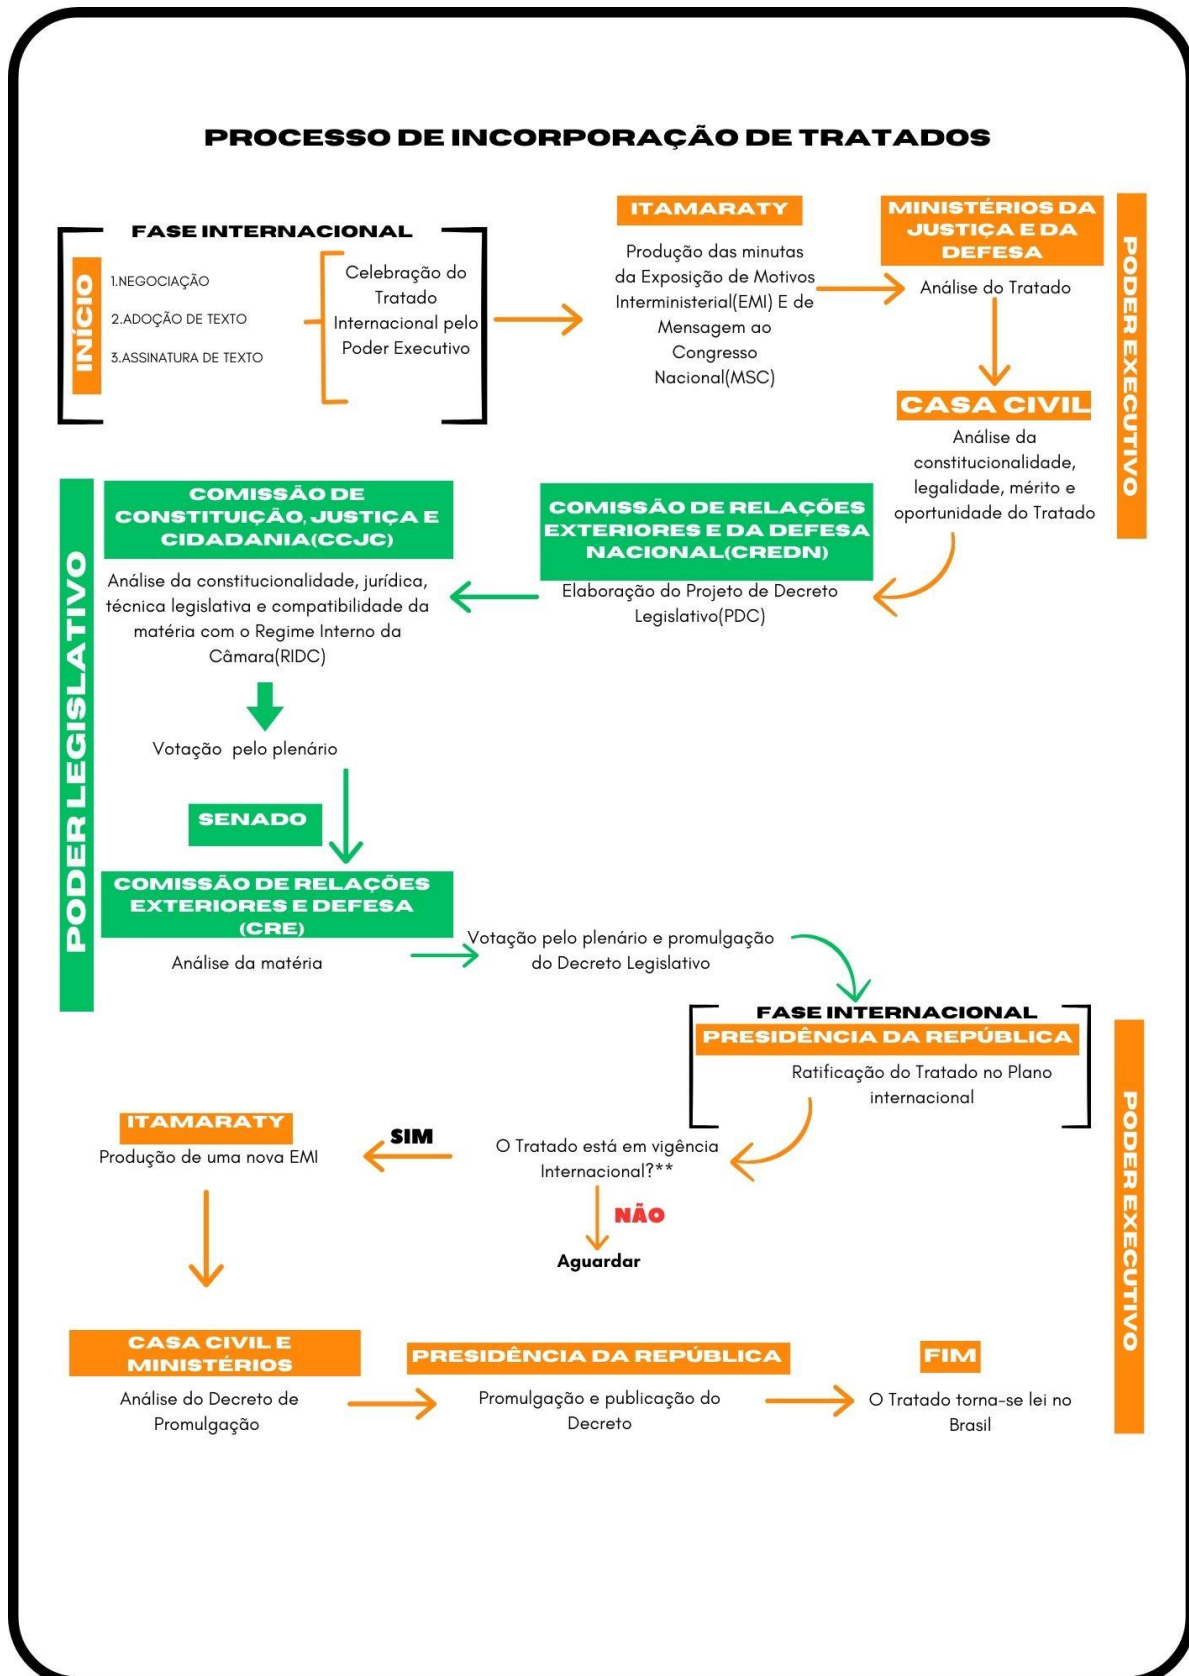 PROCESSO DE INCORPORAÇÃO DE TRATADOS
FASE INTERNACIONAL
INÍCIO
1.NEGOCIAÇÃO
2.ADOÇÃO DE TEXTO
3.ASSINATURA DE TEXTO
Celebração do
Tratado
Internacional pelo
Poder Executivo
ITAMARATY
Produção das minutas
da Exposição de Motivos
Interministerial(EMI) E de
Mensagem ao
Congresso
Nacional(MSC)
MINISTÉRIOS DA
JUSTIÇA E DA
DEFESA
Análise do Tratado
PODER EXECUTIVO
CASA CIVIL
Análise da
constitucionalidade,
legalidade, mérito e
oportunidade do Tratado
COMISSÃO DE RELAÇÕES
EXTERIORES E DA DEFESA
NACIONAL(CREDN)
Elaboração do Projeto de Decreto
Legislativo(PDC)
PODER LEGISLATIVO
COMISSÃO DE
CONSTITUIÇÃO, JUSTIÇA E
CIDADANIA(CCJC)
Análise da constitucionalidade, jurídica,
técnica legislativa e compatibilidade da
matéria com o Regime Interno da
Câmara(RIDC)
Votação pelo plenário
SENADO
COMISSÃO DE RELAÇÕES
EXTERIORES E DEFESA
(CRE)
Análise da matéria
Votação pelo plenário e promulgação
do Decreto Legislativo
FASE INTERNACIONAL
PRESIDÊNCIA DA REPÚBLICA
Ratificação do Tratado no Plano
internacional
PODER EXECUTIVO
O Tratado está em vigência
Internacional?**
SIM
NÃO
Aguardar
ITAMARATY
Produção de uma nova EMI
CASA CIVIL E
MINISTÉRIOS
Análise do Decreto de
Promulgação
PRESIDÊNCIA DA REPÚBLICA
Promulgação e publicação do
Decreto
FIM
O Tratado torna-se lei no
Brasil